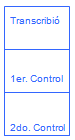 Transcribió
1er. Control
2do. Control